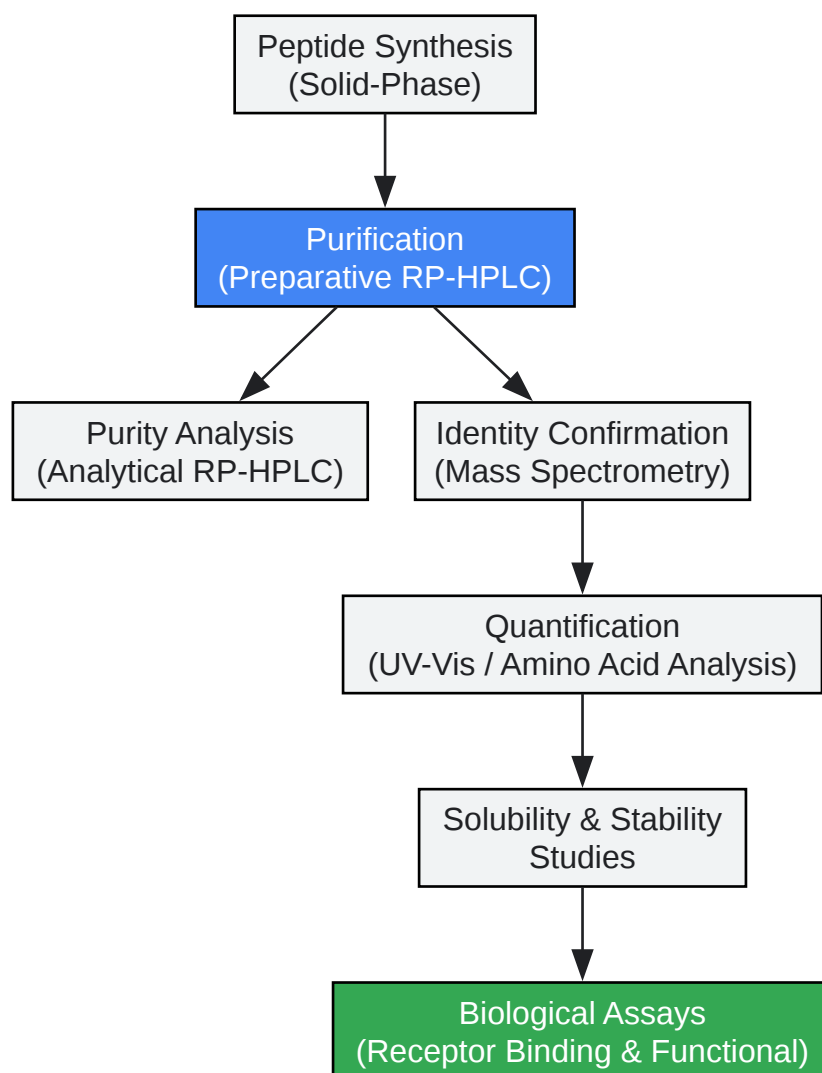 Peptide Synthesis
(Solid-Phase)
Purification
(Preparative RP-HPLC)
Purity Analysis
(Analytical RP-HPLC)
Identity Confirmation
(Mass Spectrometry)
Quantification
(UV-Vis / Amino Acid Analysis)
Solubility & Stability
Studies
Biological Assays
(Receptor Binding & Functional)